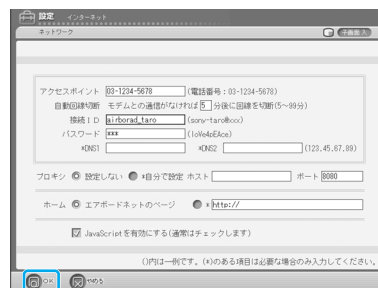 設定 インターネット
ネットワーク 子画面入
アクセスポイント 03-1234-5678 (電話番号:03-1234-5678)
自動回線切断 モデムとの通信がなければ 5 分後に回線を切断(5~99分)
接続ID airborad_taro (sony-taro@xxx)
パスワード *** (loVe4pEAce)
*DNS1 *DNS2 (123.45.67.89)
プロキシ 設定しない *自分で設定 ホスト ポート 8080
ホーム エアボードネットのページ * http://
JavaScriptを有効にする(通常はチェックします)
()内は一例です。(*)のある項目は必要な場合のみ入力してください。
OK やめる